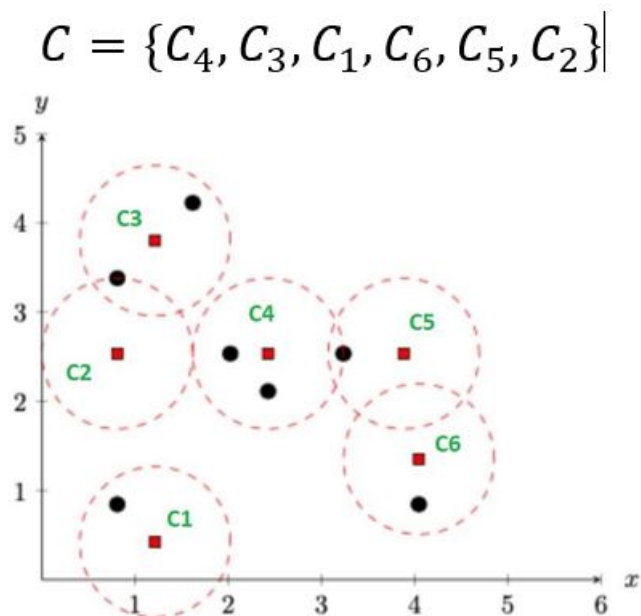 C = {C₄, C₃, C₁, C₆, C₅, C₂}
y
5
C3
4
3
C4
C5
C2
2
C6
1
C1
x
1 2 3 4 5 6